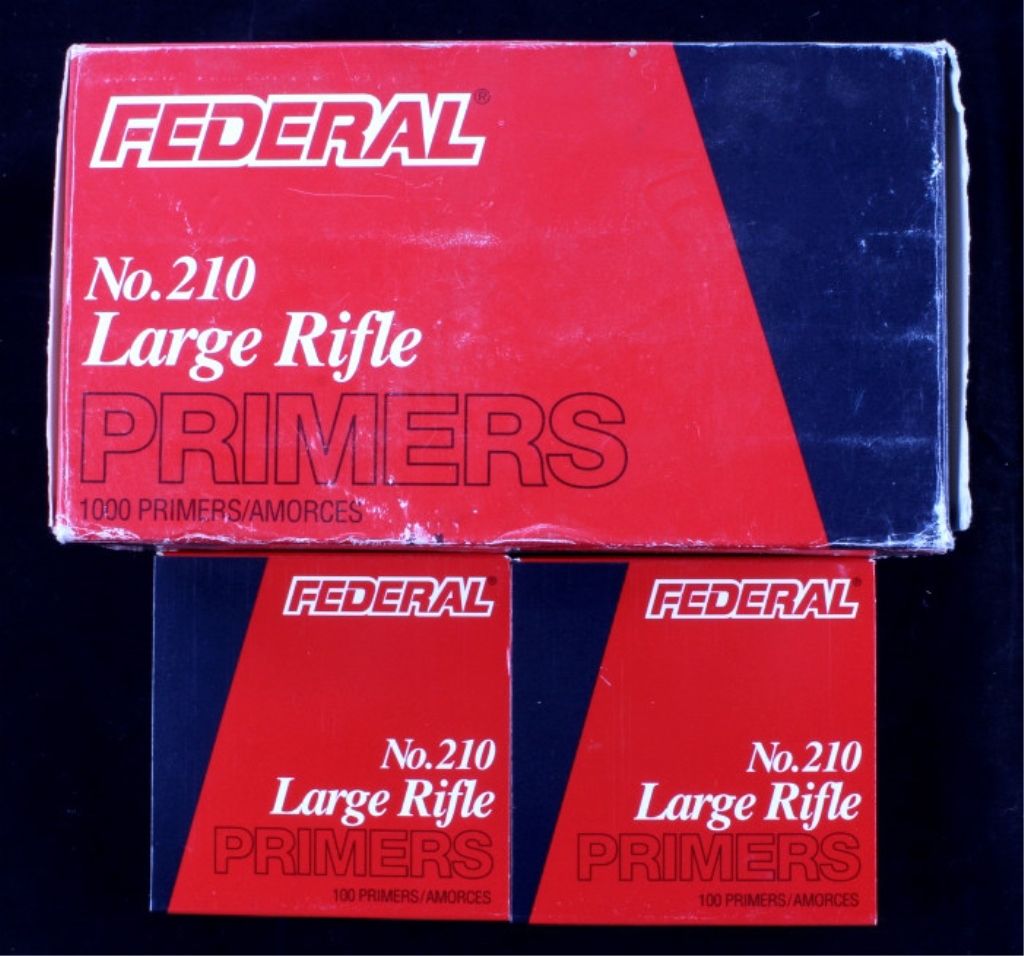 FEDERAL®
No.210
Large Rifle
PRIMERS
1000 PRIMERS/AMORCES
FEDERAL®
No.210
Large Rifle
PRIMERS
100 PRIMERS/AMORCES
FEDERAL®
No.210
Large Rifle
PRIMERS
100 PRIMERS/AMORCES